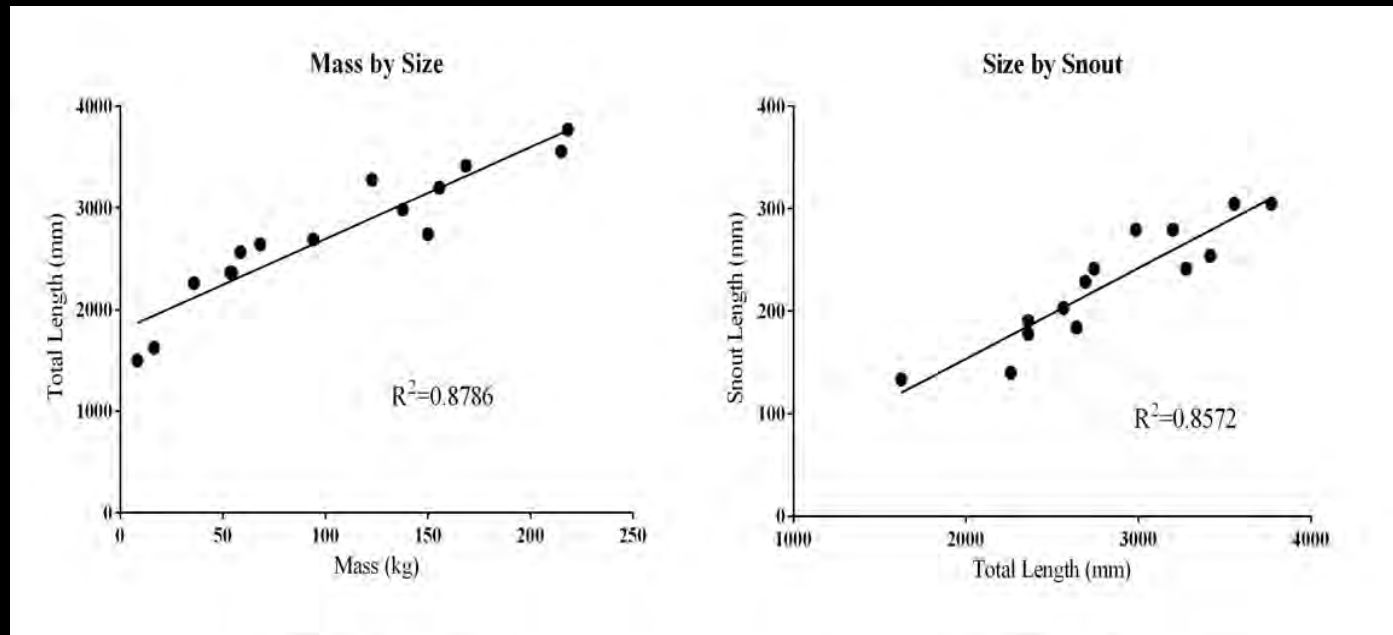 Mass by Size
4000
3000
2000
1000
0
Total Length (mm)
R²=0.8786
0 50 100 150 200 250
Mass (kg)
Size by Snout
400
300
200
100
0
Snout Length (mm)
R²=0.8572
1000 2000 3000 4000
Total Length (mm)